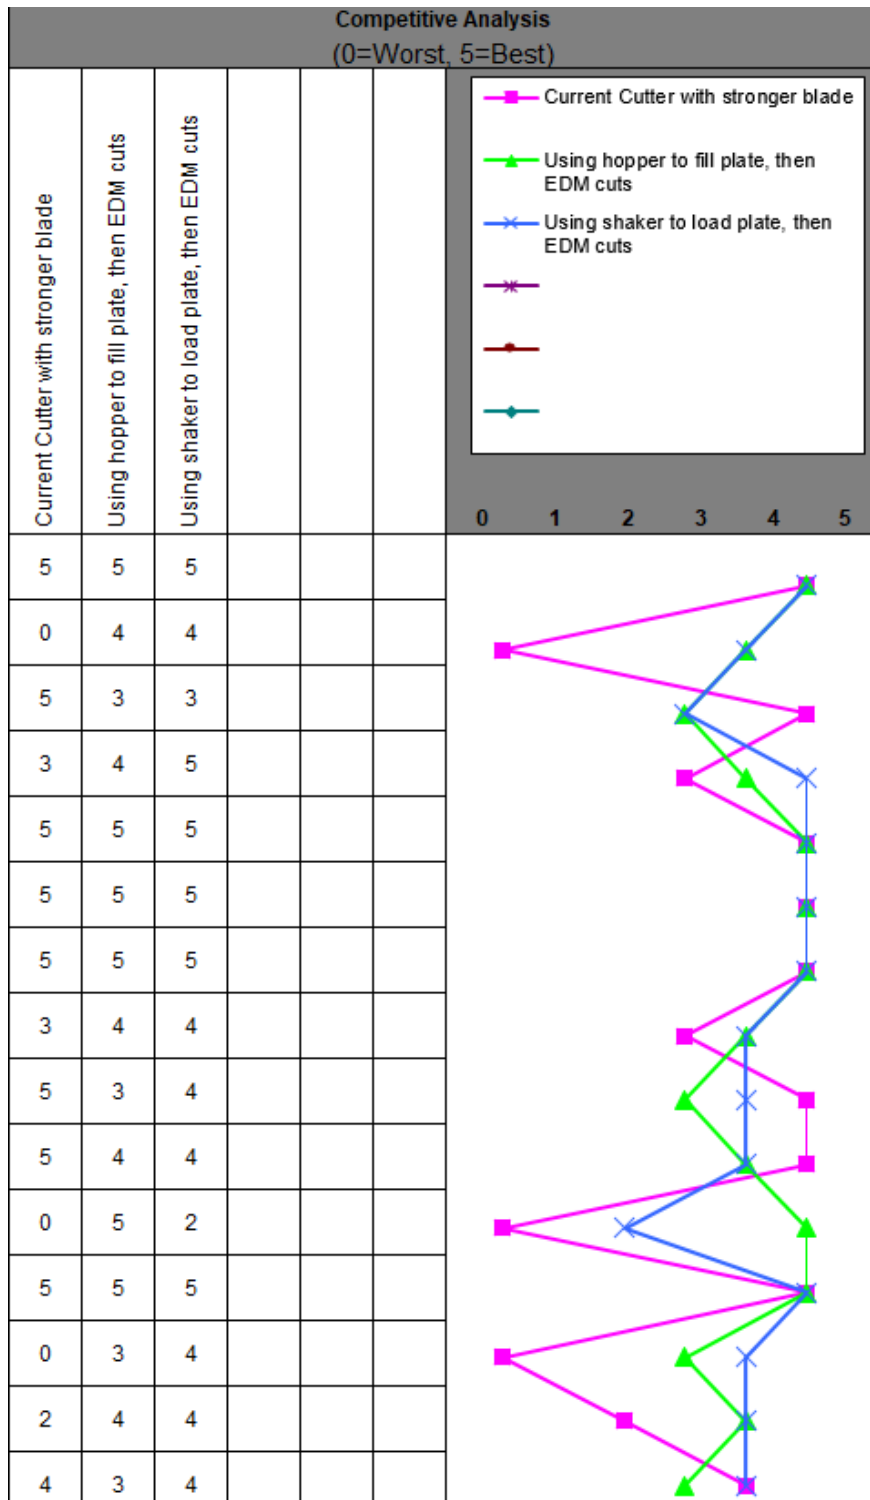 Competitive Analysis
(0=Worst, 5=Best)
Current Cutter with stronger blade
Using hopper to fill plate, then EDM cuts
Using shaker to load plate, then EDM cuts
Current Cutter with stronger blade
Using hopper to fill plate, then
EDM cuts
Using shaker to load plate, then
EDM cuts
0 1 2 3 4 5
5 5 5
0 4 4
5 3 3
3 4 5
5 5 5
5 5 5
5 5 5
3 4 4
5 3 4
5 4 4
0 5 2
5 5 5
0 3 4
2 4 4
4 3 4